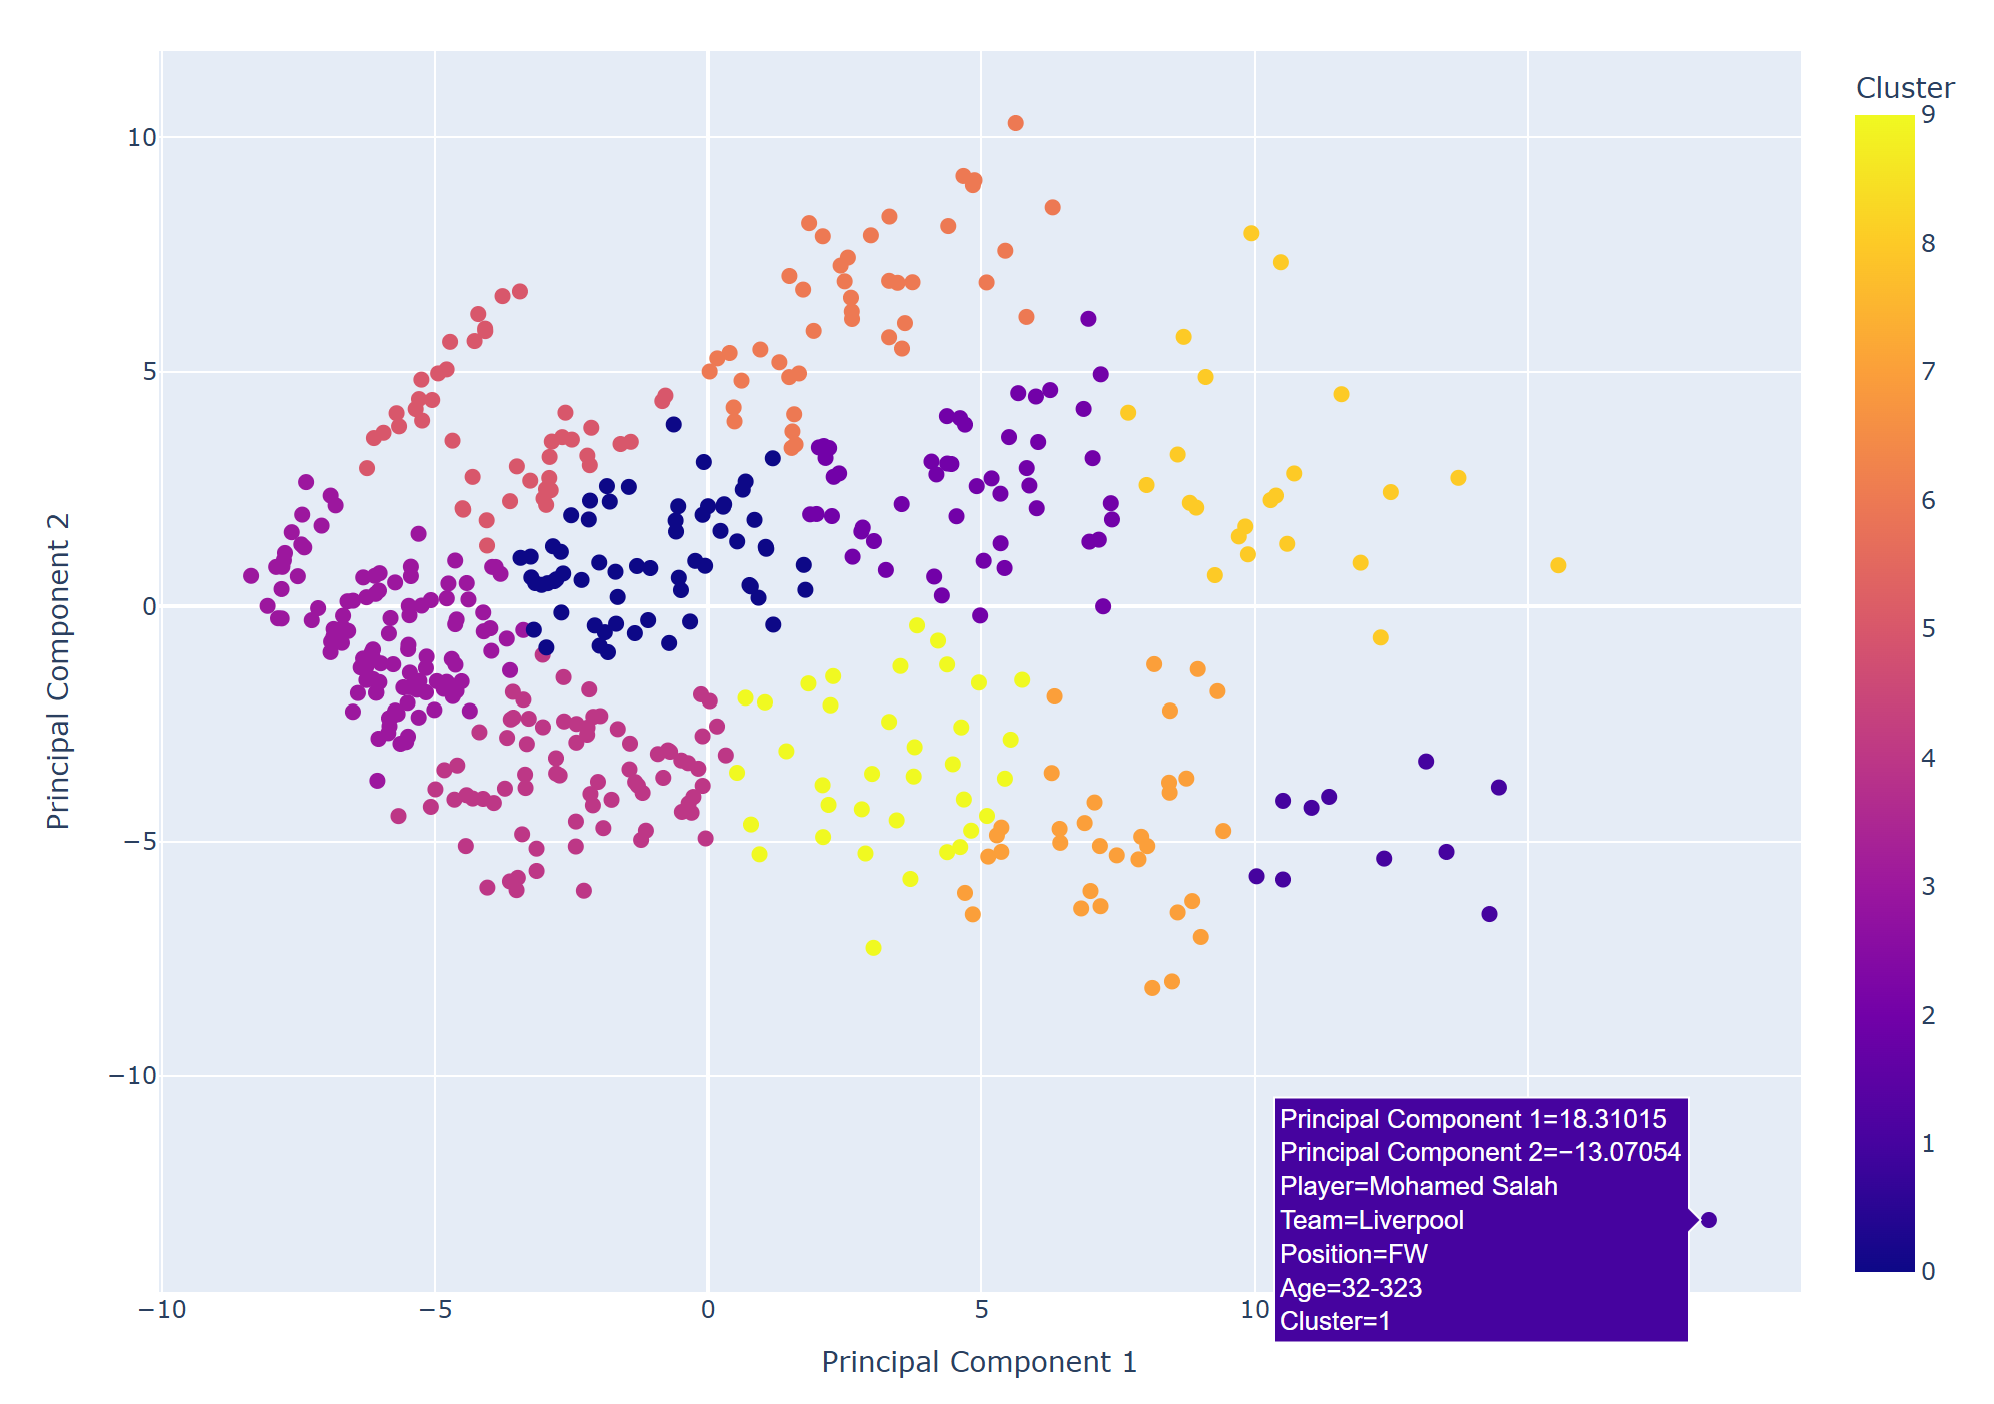 Cluster
9
8
7
6
5
4
3
2
1
0
10
5
0
−5
−10
Principal Component 2
−10
−5
0
5
10
Principal Component 1
Principal Component 1=18.31015
Principal Component 2=−13.07054
Player=Mohamed Salah
Team=Liverpool
Position=FW
Age=32-323
Cluster=1